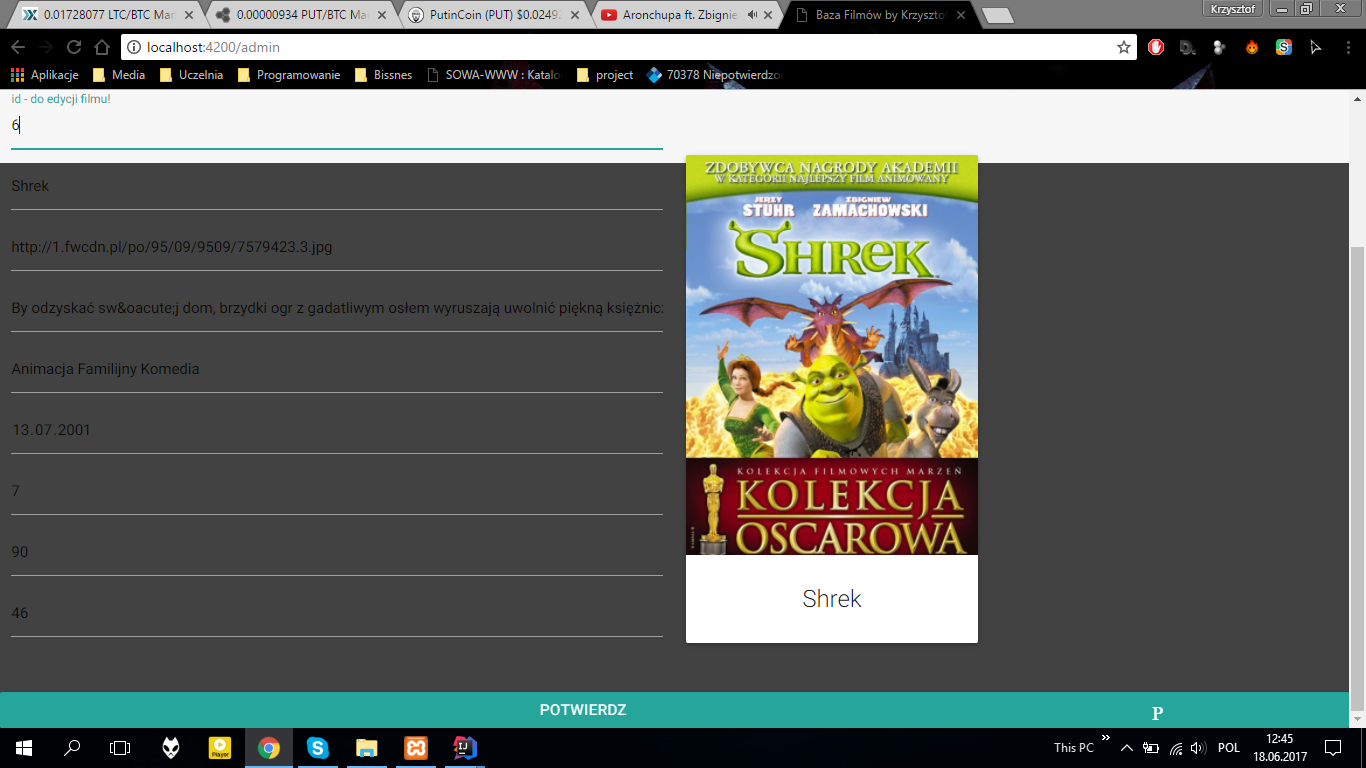 0.01728077 LTC/BTC Mar
0.00000934 PUT/BTC Ma
PutinCoin (PUT) $0.0249
Aronchupa ft. Zbignie
Baza Filmów by Krzyszto
Krzysztof
localhost:4200/admin
Aplikacje
Media
Uczelnia
Programowanie
Bissnes
SOWA-WWW : Katalo
project
70378 Niepotwierdzo
id - do edycji filmu!
6
Shrek
http://1.fwcdn.pl/po/95/09/9509/7579423.3.jpg
By odzyskać sw&oacute;j dom, brzydki ogr z gadatliwym osłem wyruszają uwolnić piękną księżnicz
Animacja Familijny Komedia
13.07.2001
7
90
46
ZDOBYWCA NAGRODY AKADEMII
W KATEGORII NAJLEPSZY FILM ANIMOWANY
JERZY STUHR
ZBIGNIEW ZAMACHOWSKI
SHREK
KOLEKCJA FILMOWYCH MARZEŃ
KOLEKCJA
OSCAROWA
Shrek
POTWIERDZ
P
Player
This PC
POL
12:45
18.06.2017